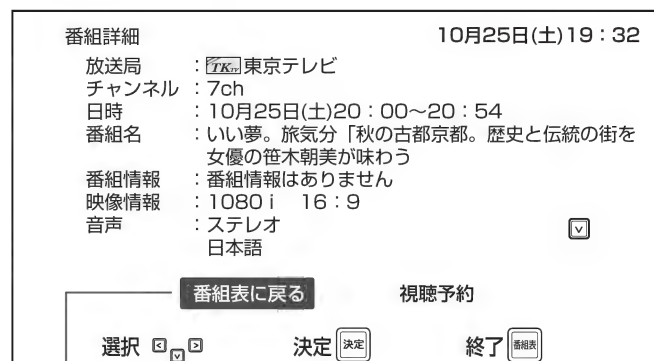 番組詳細 10月25日(土)19：32
放送局 ：TKTV 東京テレビ
チャンネル ：7ch
日時 ：10月25日(土)20：00～20：54
番組名 ：いい夢。旅気分「秋の古都京都。歴史と伝統の街を
女優の笹木朝美が味わう
番組情報 ：番組情報はありません
映像情報 ：1080 i 16：9
音声 ：ステレオ
日本語
番組表に戻る 視聴予約
選択 決定 決定 終了 番組表